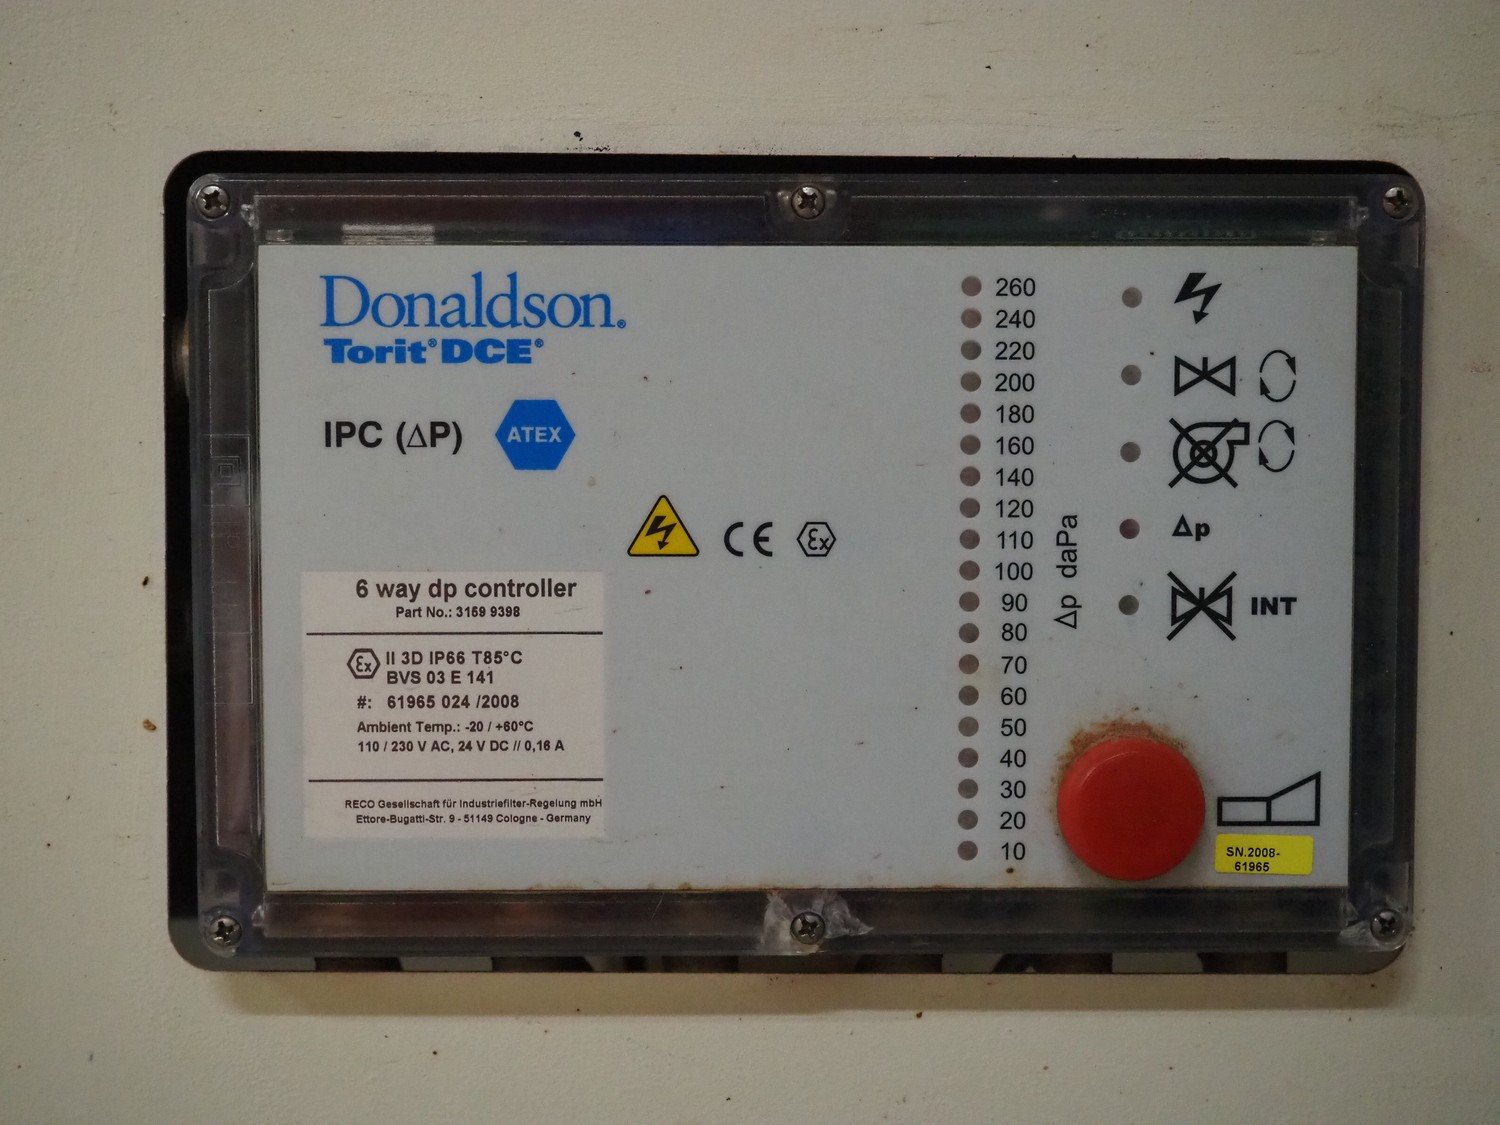 Donaldson.®
Torit® DCE®
IPC (ΔP)
ATEX
CE Ex
6 way dp controller
Part No.: 3169 9398
Ex II 3D IP66 T85°C
BVS 03 E 141
#: 61965 024 /2008
Ambient Temp.: -20 / +60°C
110 / 230 V AC, 24 V DC // 0,16 A
RECO Gesellschaft für Industriefilter-Regelung mbH
Ettore-Bugatti-Str. 9 - 51149 Cologne - Germany
260
240
220
200
180
160
140
120
110
100
90
80
70
60
50
40
30
20
10
Δp daPa
Δp
INT
SN.2008-
61965